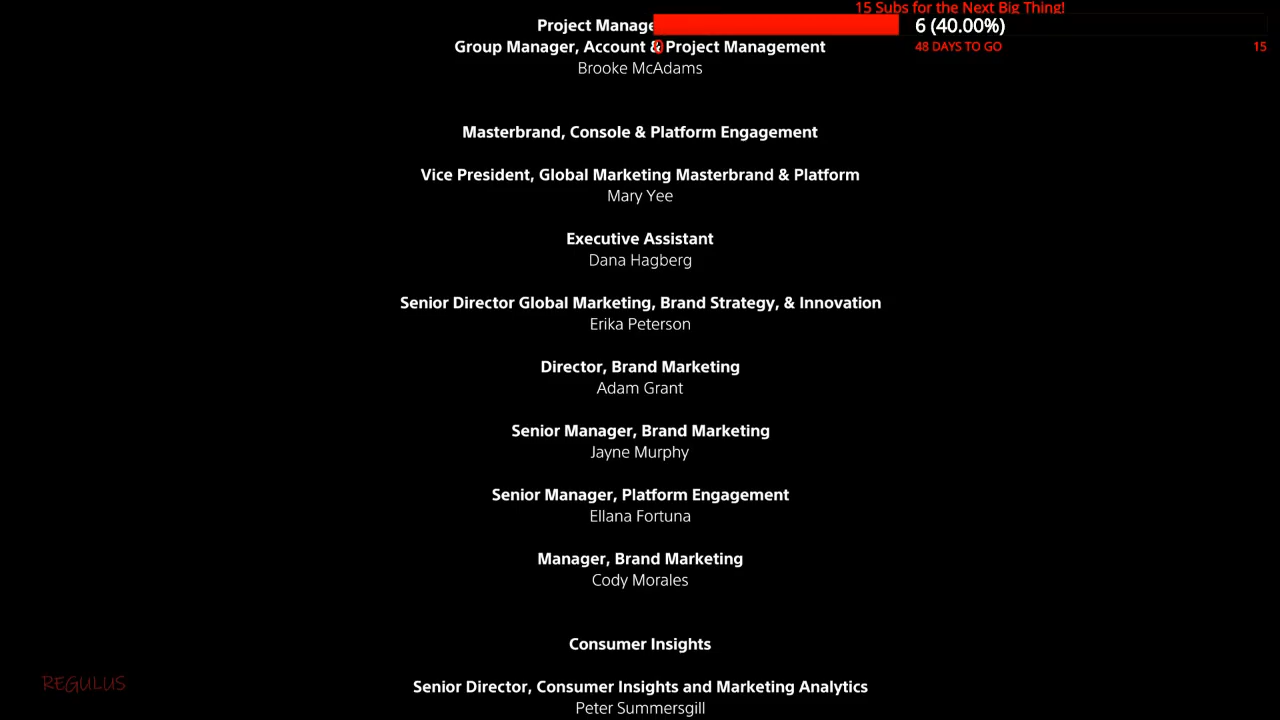 15 Subs for the Next Big Thing!
Project Manage
6 (40.00%)
Group Manager, Account & Project Management
0
48 DAYS TO GO
15
Brooke McAdams
Masterbrand, Console & Platform Engagement
Vice President, Global Marketing Masterbrand & Platform
Mary Yee
Executive Assistant
Dana Hagberg
Senior Director Global Marketing, Brand Strategy, & Innovation
Erika Peterson
Director, Brand Marketing
Adam Grant
Senior Manager, Brand Marketing
Jayne Murphy
Senior Manager, Platform Engagement
Ellana Fortuna
Manager, Brand Marketing
Cody Morales
Consumer Insights
REGULUS
Senior Director, Consumer Insights and Marketing Analytics
Peter Summersgill